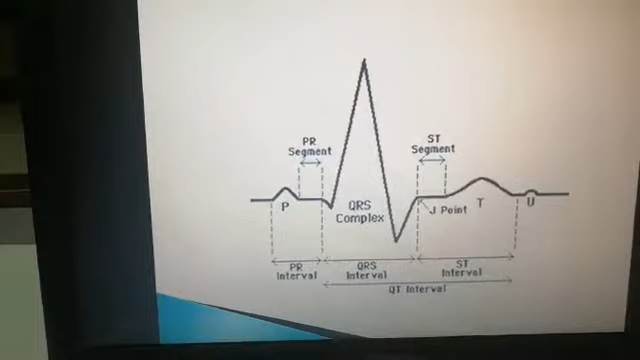 PR
Segment
ST
Segment
P
QRS
Complex
J Point
T
U
PR
Interval
QRS
Interval
ST
Interval
QT Interval